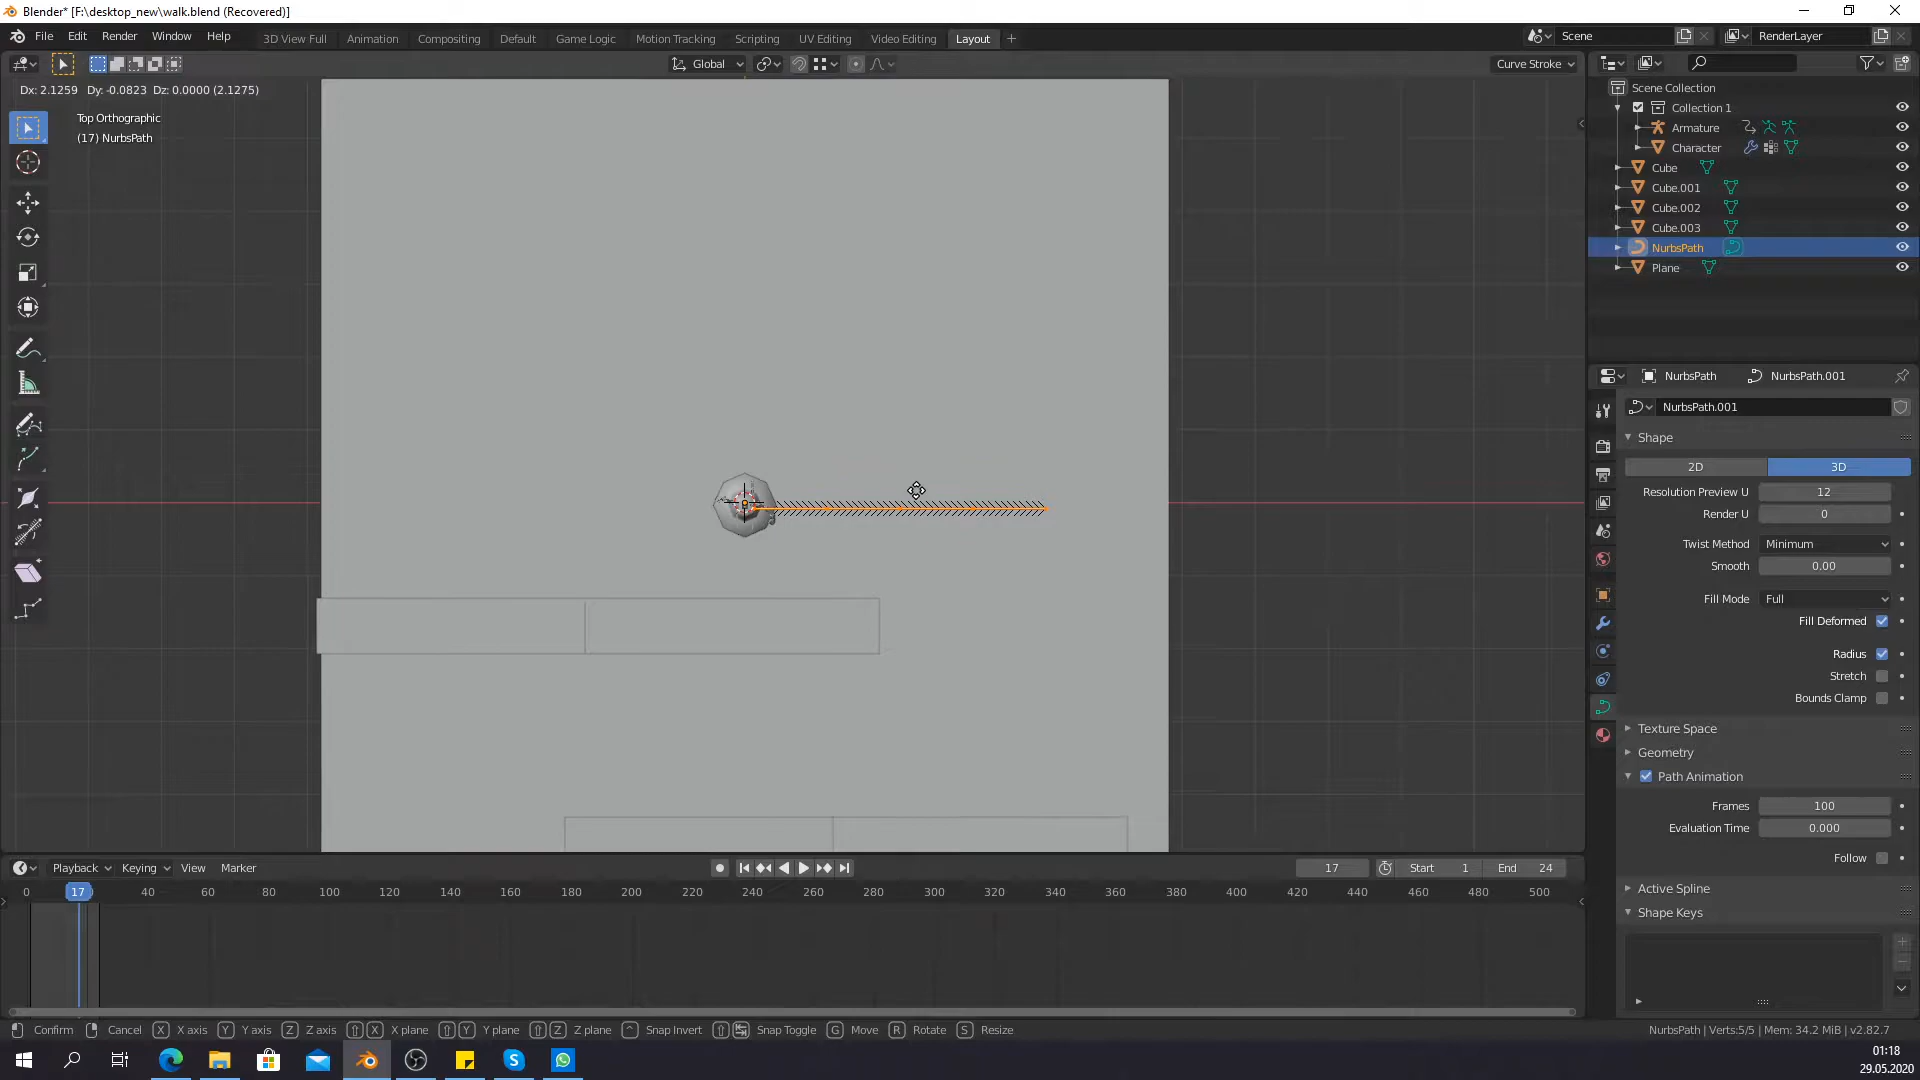 Blender* [F:\desktop_new\walk.blend (Recovered)]
File Edit Render Window Help
3D View Full Animation Compositing Default Game Logic Motion Tracking Scripting UV Editing Video Editing Layout
Scene RenderLayer
Global Curve Stroke
Dx: 2.1259 Dy: -0.0823 Dz: 0.0000 (2.1275)
Top Orthographic
(17) NurbsPath
Scene Collection
Collection 1
Armature
Character
Cube
Cube.001
Cube.002
Cube.003
NurbsPath
Plane
NurbsPath NurbsPath.001
NurbsPath.001
Shape
2D 3D
Resolution Preview U 12
Render U 0
Twist Method Minimum
Smooth 0.00
Fill Mode Full
Fill Deformed
Radius
Stretch
Bounds Clamp
Texture Space
Geometry
Path Animation
Frames 100
Evaluation Time 0.000
Follow
Active Spline
Shape Keys
Playback Keying View Marker 17 Start 1 End 24
0 17 40 60 80 100 120 140 160 180 200 220 240 260 280 300 320 340 360 380 400 420 440 460 480 500
Confirm Cancel X X axis Y Y axis Z Z axis X X plane Y Y plane Z Z plane ^ Snap Invert Snap Toggle G Move R Rotate S Resize NurbsPath | Verts:5/5 | Mem: 34.2 MiB | v2.82.7
01:18
29.05.2020